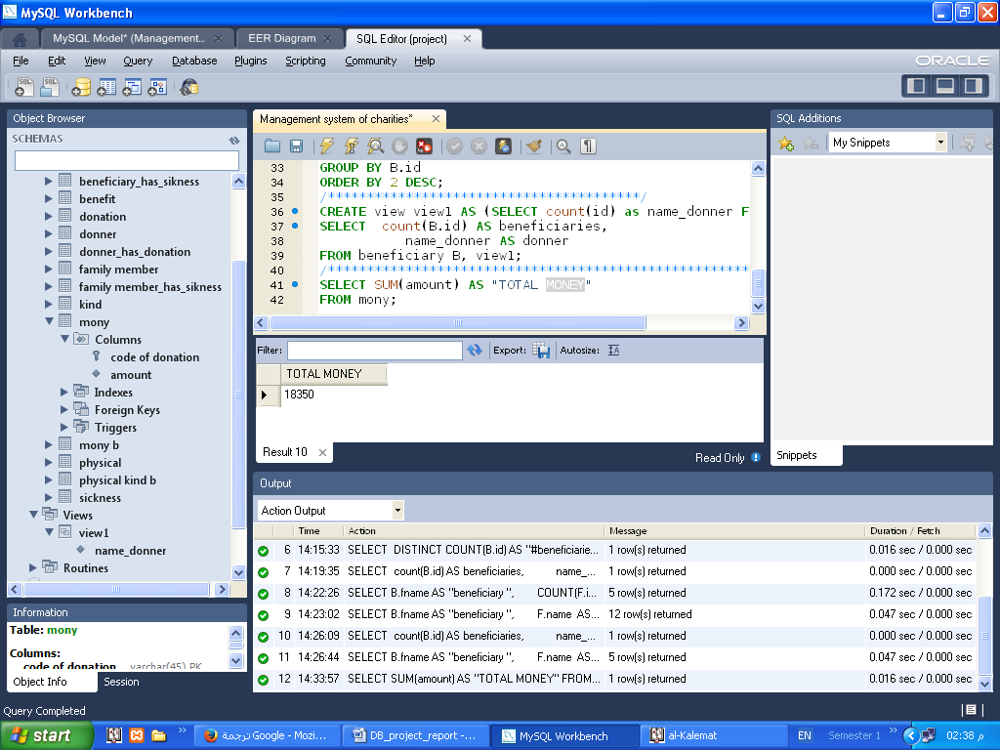 MySQL Workbench
MySQL Model* (Management...
EER Diagram
SQL Editor (project)
File Edit View Query Database Plugins Scripting Community Help
ORACLE
Object Browser
SCHEMAS
beneficiary_has_sikness
benefit
donation
donner
donner_has_donation
family member
family member_has_sikness
kind
mony
Columns
code of donation
amount
Indexes
Foreign Keys
Triggers
mony b
physical
physical kind b
sickness
Views
view1
name_donner
Routines
Information
Table: mony
Columns:
code of donation varchar(45) PK
Object Info Session
Management system of charities*
33 GROUP BY B.id
34 ORDER BY 2 DESC;
35 /****************************************/
36 CREATE view view1 AS (SELECT count(id) as name_donner F
37 SELECT count(B.id) AS beneficiaries,
38 name_donner AS donner
39 FROM beneficiary B, view1;
40 /******************************************************
41 SELECT SUM(amount) AS "TOTAL MONEY"
42 FROM mony;
Filter: Export: Autosize:
TOTAL MONEY
18350
Result 10
Read Only
SQL Additions
My Snippets
Snippets
Output
Action Output
Time Action Message Duration / Fetch
6 14:15:33 SELECT DISTINCT COUNT(B.id) AS "#beneficiarie... 1 row(s) returned 0.016 sec / 0.000 sec
7 14:19:35 SELECT count(B.id) AS beneficiaries, name_... 1 row(s) returned 0.000 sec / 0.000 sec
8 14:22:26 SELECT B.fname AS "beneficiary ", COUNT(F.i... 5 row(s) returned 0.172 sec / 0.000 sec
9 14:23:02 SELECT B.fname AS "beneficiary ", F.name AS... 12 row(s) returned 0.047 sec / 0.000 sec
10 14:26:09 SELECT count(B.id) AS beneficiaries, name_... 1 row(s) returned 0.000 sec / 0.000 sec
11 14:26:44 SELECT B.fname AS "beneficiary ", F.name AS... 5 row(s) returned 0.047 sec / 0.000 sec
12 14:33:57 SELECT SUM(amount) AS "TOTAL MONEY" FROM... 1 row(s) returned 0.016 sec / 0.000 sec
Query Completed
start
ترجمة Google - Mozi...
DB_project_report - ...
MySQL Workbench
al-Kalemat
EN
Semester 1
02:38 م